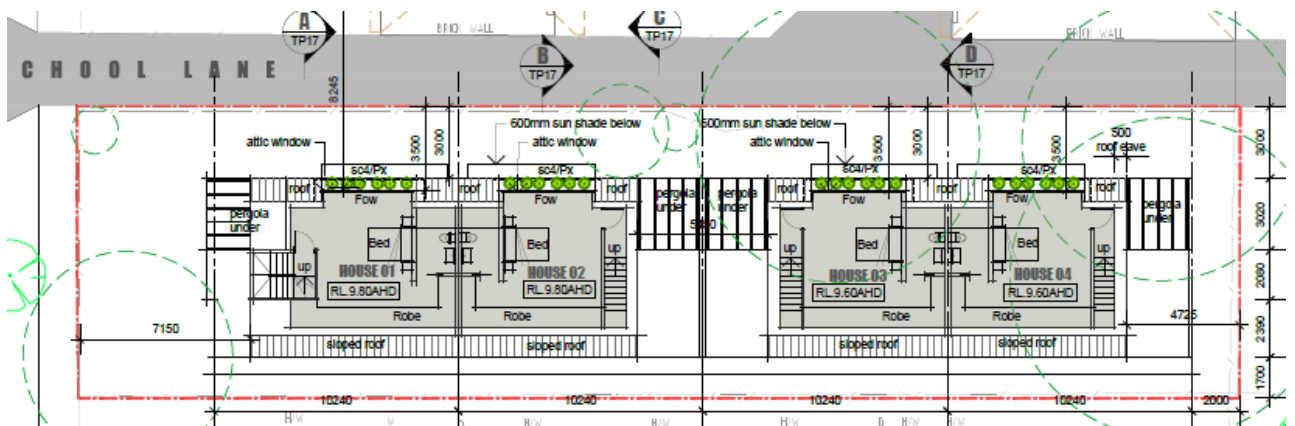 A
TP17
BRICK WALL
C
TP17
BRICK WALL
B
TP17
D
TP17
CHOOL LANE
8245
600mm sun shade below
600mm sun shade below
500
roof eave
attic window
attic window
attic window
3500
3000
3500
3000
3500
3000
sc4/Px
sc4/Px
sc4/Px
sc4/Px
roof
roof
roof
roof
roof
roof
Fow
Fow
Fow
Fow
pergola
under
pergola
under
pergola
under
pergola
under
3020
Bed
Bed
Bed
Bed
up
up
up
up
HOUSE 01
HOUSE 02
HOUSE 03
HOUSE 04
RL.9.80AHD
RL.9.80AHD
RL.9.60AHD
RL.9.60AHD
2080
Robe
Robe
Robe
Robe
7150
4725
2390
sloped roof
sloped roof
sloped roof
sloped roof
1700
10240
10240
10240
10240
2000
H/W
H/W
H/W
H/W
H/W